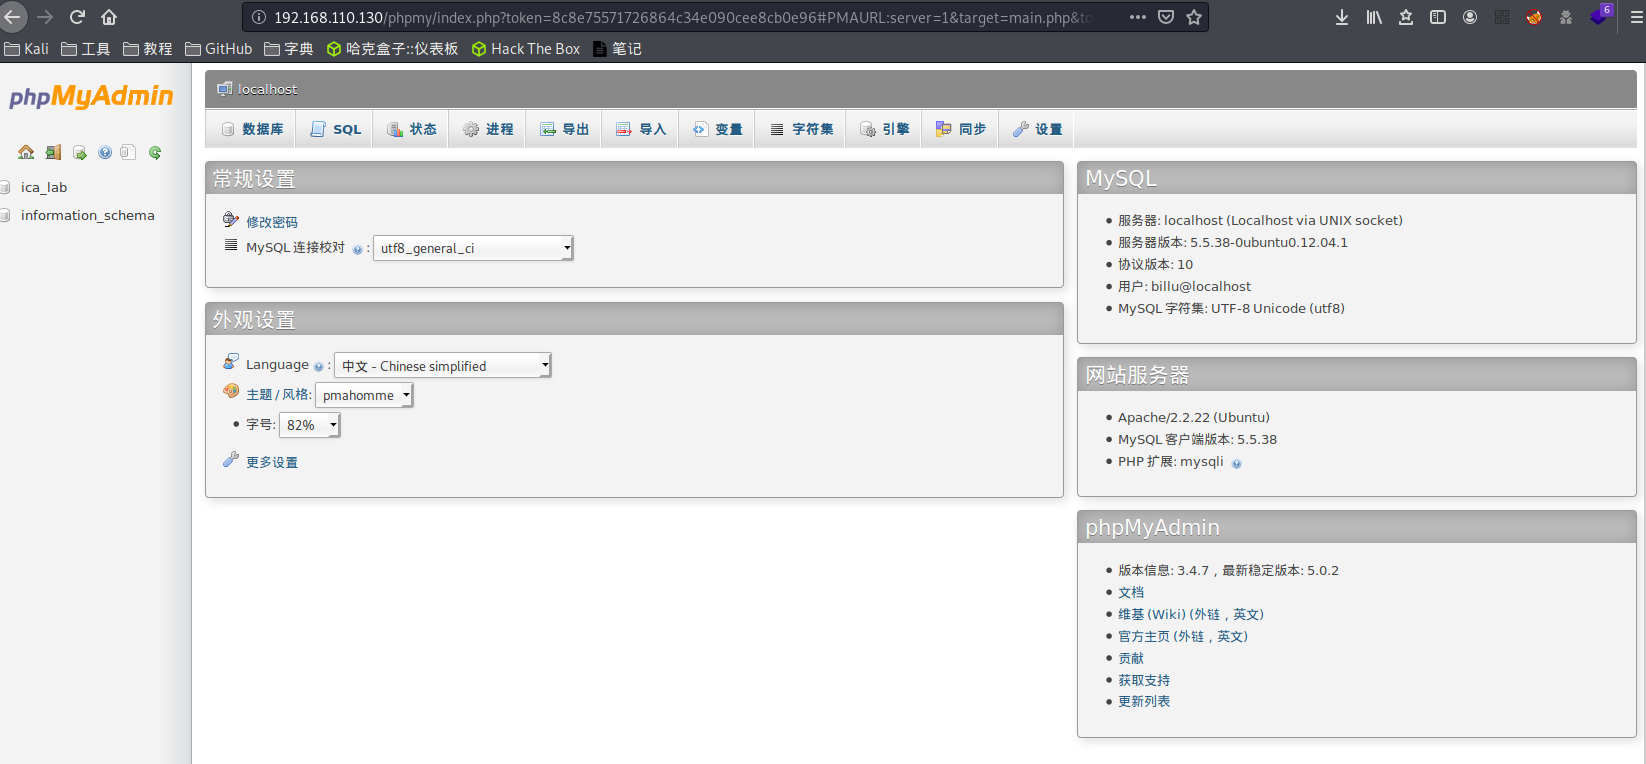 192.168.110.130/phpmy/index.php?token=8c8e75571726864c34e090cee8cb0e96#PMAURL:server=1&target=main.php&to
6
Kali 工具 教程 GitHub 字典 哈克盒子::仪表板 Hack The Box 笔记
phpMyAdmin
ica_lab
information_schema
localhost
数据库 SQL 状态 进程 导出 导入 变量 字符集 引擎 同步 设置
常规设置
修改密码
MySQL 连接校对 : utf8_general_ci
外观设置
Language : 中文 - Chinese simplified
主题 / 风格: pmahomme
字号: 82%
更多设置
MySQL
服务器: localhost (Localhost via UNIX socket)
服务器版本: 5.5.38-0ubuntu0.12.04.1
协议版本: 10
用户: billu@localhost
MySQL 字符集: UTF-8 Unicode (utf8)
网站服务器
Apache/2.2.22 (Ubuntu)
MySQL 客户端版本: 5.5.38
PHP 扩展: mysqli
phpMyAdmin
版本信息: 3.4.7，最新稳定版本: 5.0.2
文档
维基 (Wiki) (外链，英文)
官方主页 (外链，英文)
贡献
获取支持
更新列表